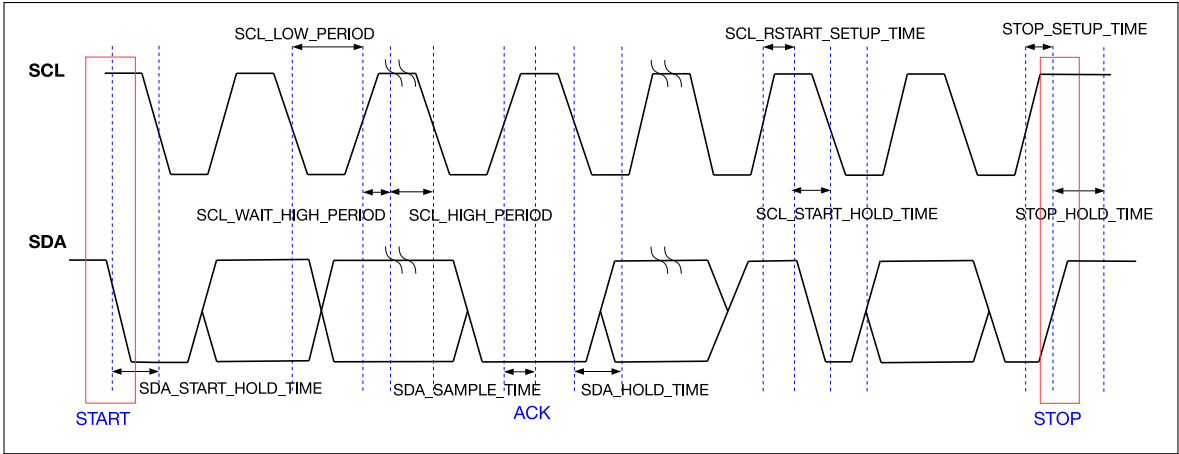 SCL_LOW_PERIOD
SCL_RSTART_SETUP_TIME
STOP_SETUP_TIME
SCL
SCL_WAIT_HIGH_PERIOD
SCL_HIGH_PERIOD
SCL_START_HOLD_TIME
STOP_HOLD_TIME
SDA
SDA_START_HOLD_TIME
SDA_SAMPLE_TIME
SDA_HOLD_TIME
START
ACK
STOP